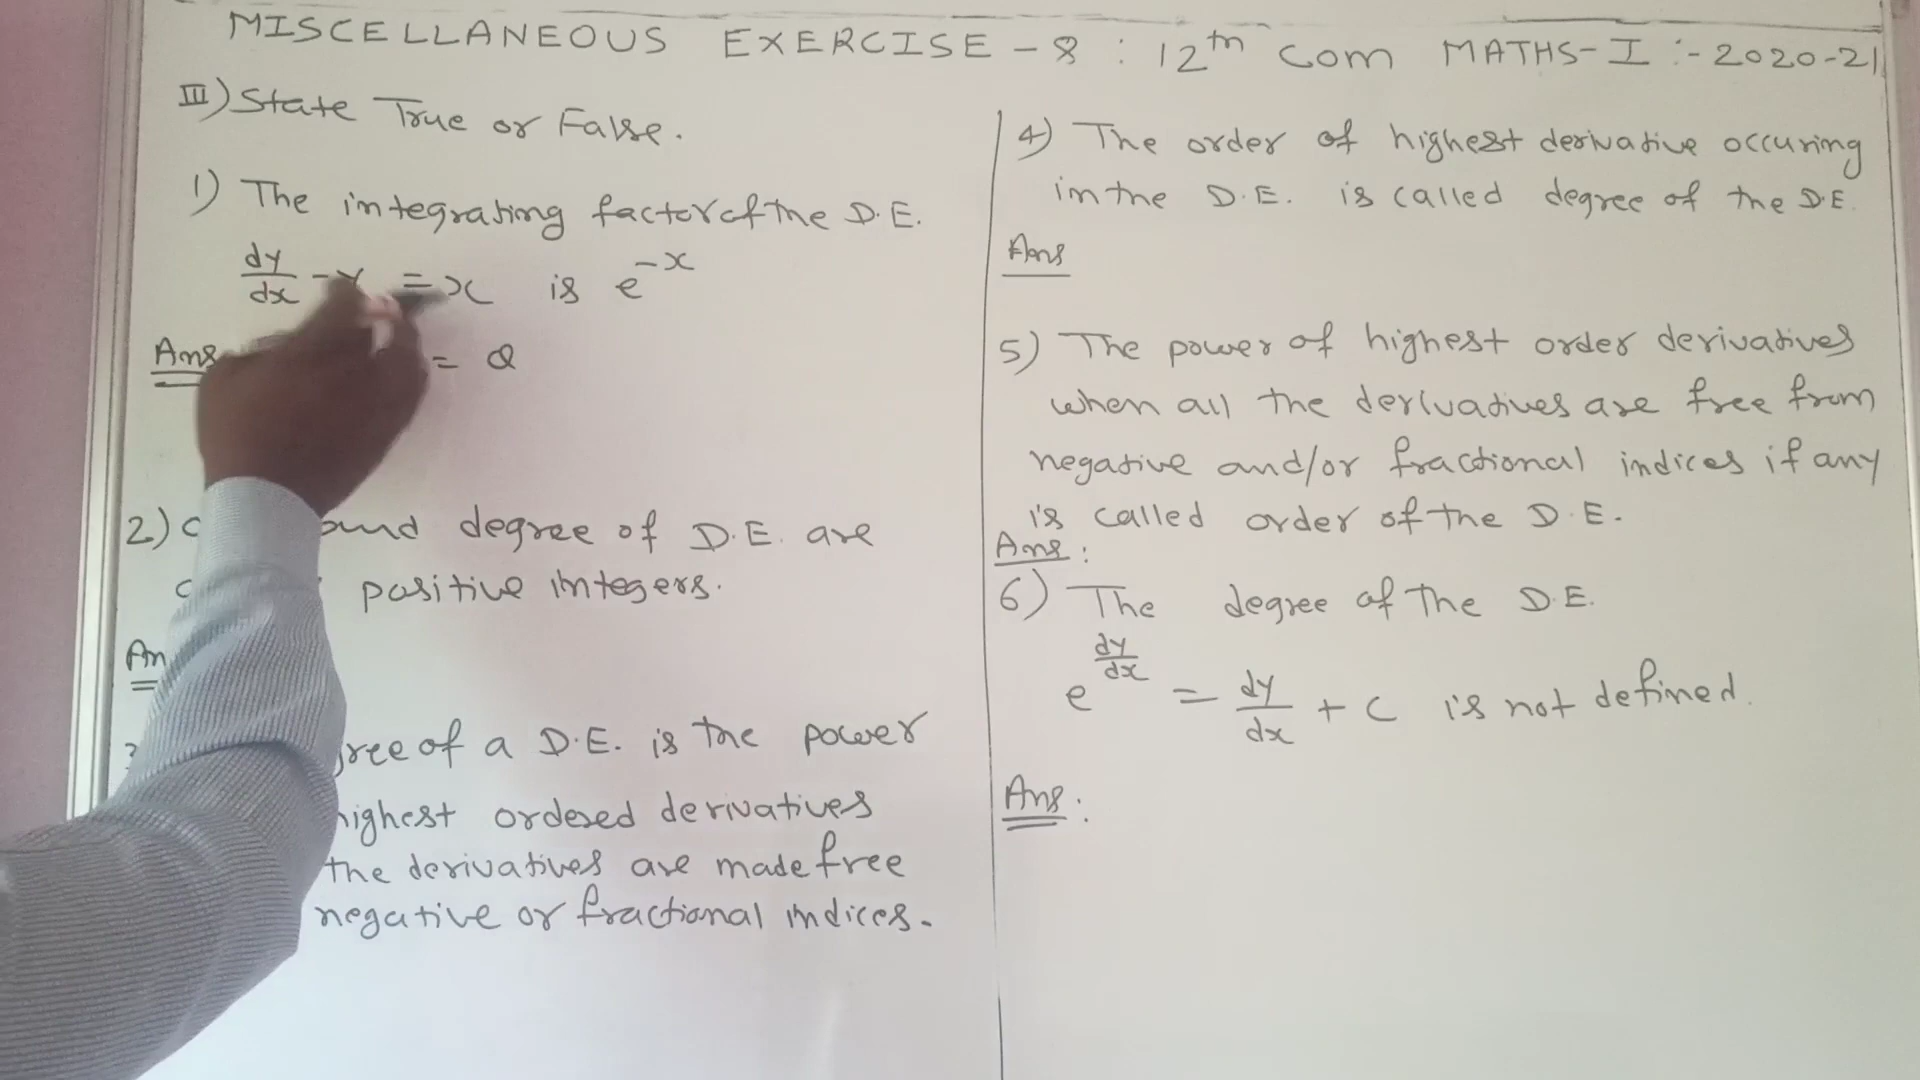 MISCELLANEOUS EXERCISE - 8 : 12th COM MATHS-I :- 2020-21
III) State True or False.
1) The integrating factor of the D.E.
dy/dx - y = x is e^-x
Ans = Q
2) and degree of D.E. are
positive integers.
An
of a D.E. is the power
highest ordered derivatives
the derivatives are made free
negative or fractional indices.
4) The order of highest derivative occuring
in the D.E. is called degree of the D.E.
Ans
5) The power of highest order derivatives
when all the derivatives are free from
negative and/or fractional indices if any
is called order of the D.E.
Ans :
6) The degree of the D.E.
e^dy/dx = dy/dx + c is not defined.
Ans :